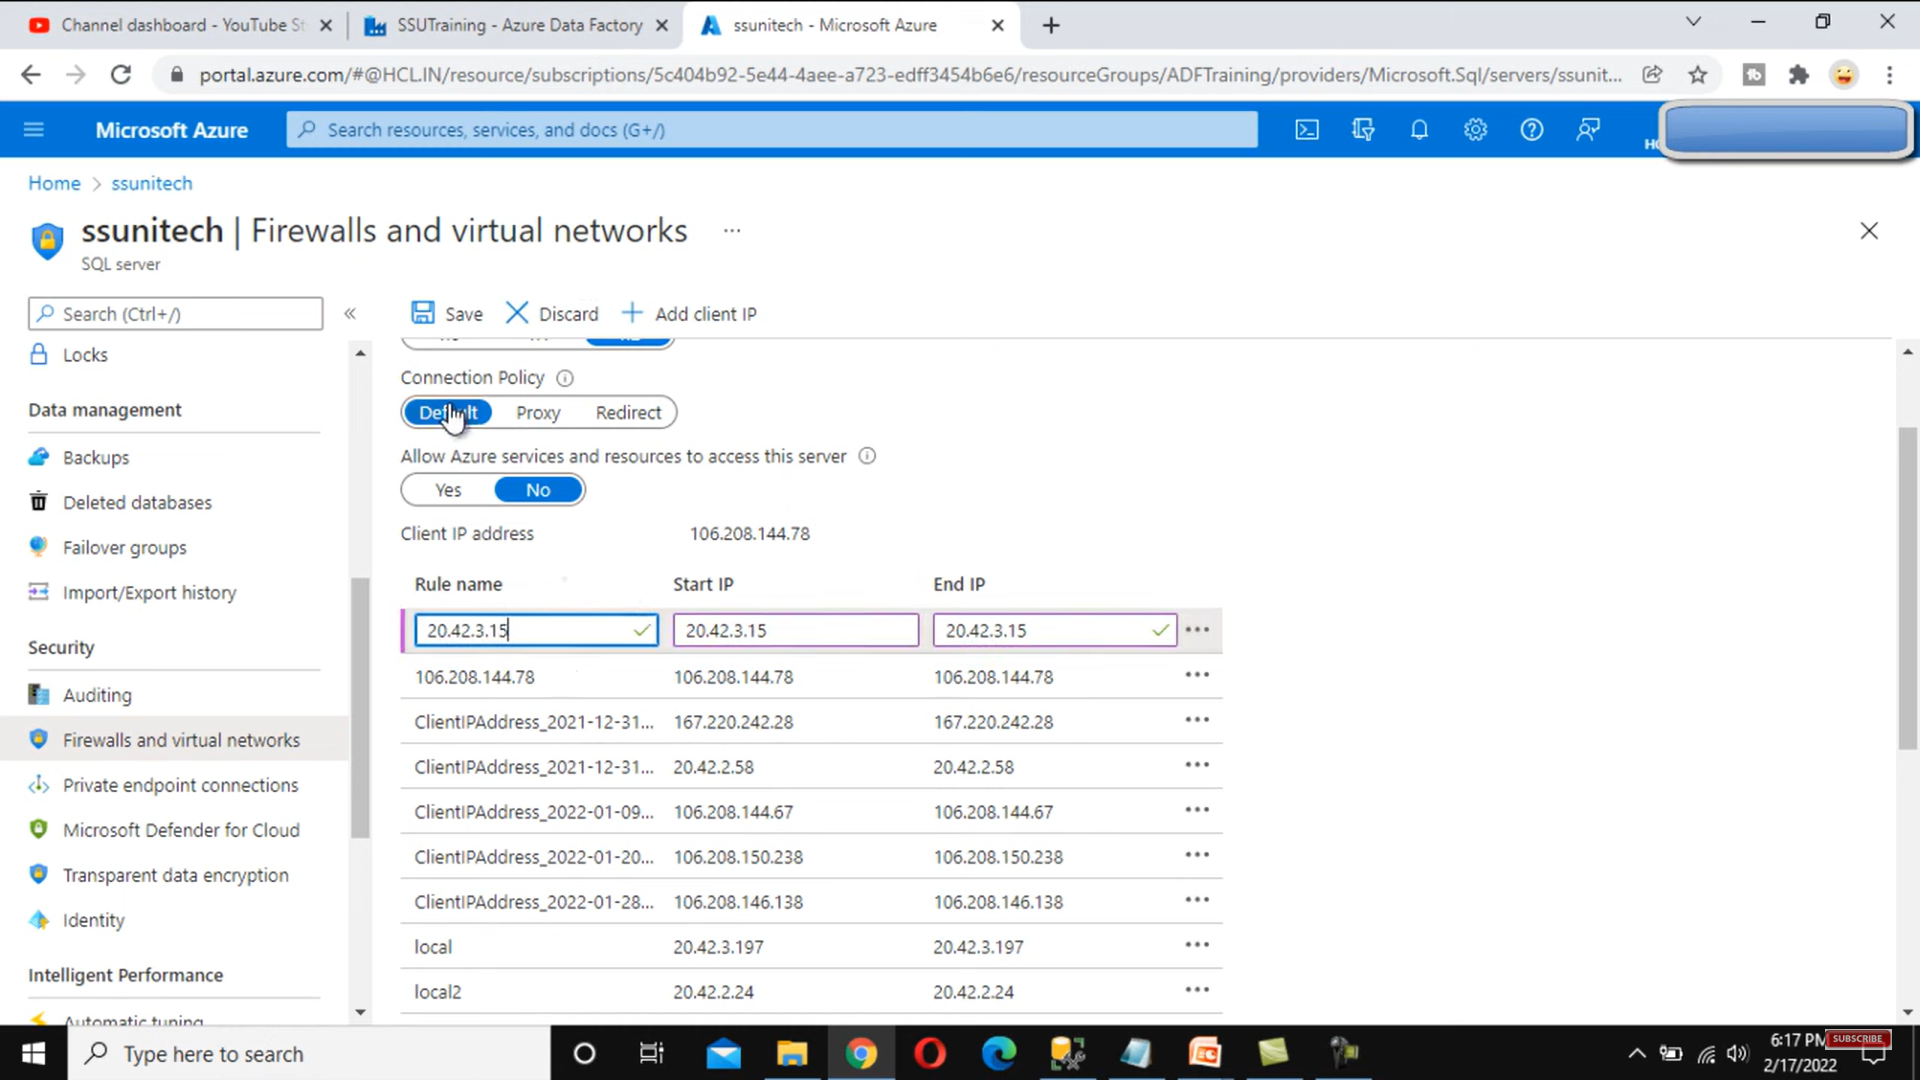 Channel dashboard - YouTube St
SSUTraining - Azure Data Factory
ssunitech - Microsoft Azure
portal.azure.com/#@HCL.IN/resource/subscriptions/5c404b92-5e44-4aee-a723-edff3454b6e6/resourceGroups/ADFTraining/providers/Microsoft.Sql/servers/ssunit...
Microsoft Azure
Search resources, services, and docs (G+/)
Home > ssunitech
ssunitech | Firewalls and virtual networks ...
SQL server
Search (Ctrl+/)
«
Save
Discard
Add client IP
Locks
Data management
Backups
Deleted databases
Failover groups
Import/Export history
Security
Auditing
Firewalls and virtual networks
Private endpoint connections
Microsoft Defender for Cloud
Transparent data encryption
Identity
Intelligent Performance
Automatic tuning
Connection Policy
Default Proxy Redirect
Allow Azure services and resources to access this server
Yes No
Client IP address 106.208.144.78
Rule name Start IP End IP
20.42.3.15 20.42.3.15 20.42.3.15
106.208.144.78 106.208.144.78 106.208.144.78
ClientIPAddress_2021-12-31... 167.220.242.28 167.220.242.28
ClientIPAddress_2021-12-31... 20.42.2.58 20.42.2.58
ClientIPAddress_2022-01-09... 106.208.144.67 106.208.144.67
ClientIPAddress_2022-01-20... 106.208.150.238 106.208.150.238
ClientIPAddress_2022-01-28... 106.208.146.138 106.208.146.138
local 20.42.3.197 20.42.3.197
local2 20.42.2.24 20.42.2.24
Type here to search
6:17 PM
2/17/2022
SUBSCRIBE